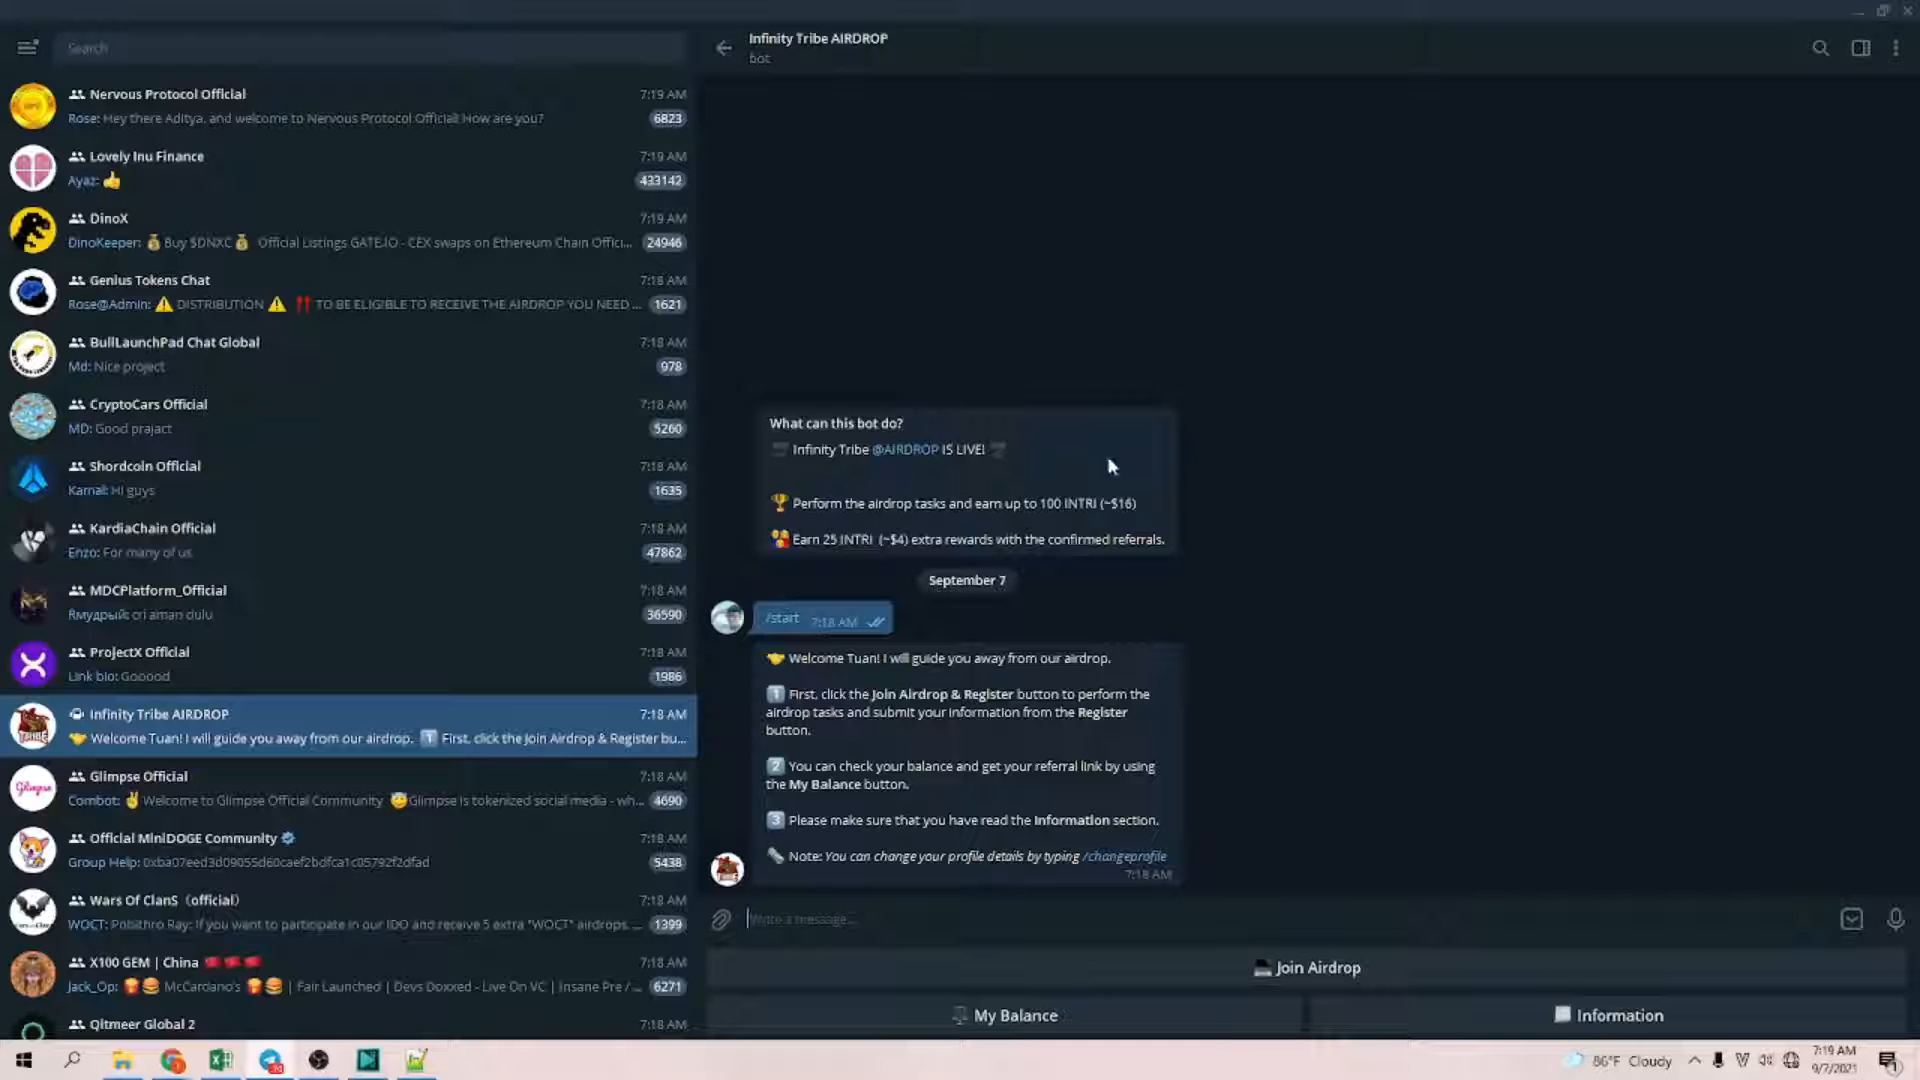 Search
Nervous Protocol Official
7:19 AM
Rose: Hey there Aditya, and welcome to Nervous Protocol Official! How are you?
6823
Lovely Inu Finance
7:19 AM
Ayaz: 👍
433142
DinoX
7:19 AM
DinoKeeper: 💰Buy $DNXC💰 Official Listings GATE.IO - CEX swaps on Ethereum Chain Offici...
24946
Genius Tokens Chat
7:18 AM
Rose@Admin: ⚠️ DISTRIBUTION ⚠️ ‼️ TO BE ELIGIBLE TO RECEIVE THE AIRDROP YOU NEED ...
1621
BullLaunchPad Chat Global
7:18 AM
Md: Nice project
978
CryptoCars Official
7:18 AM
MD: Good prajact
5260
Shordcoin Official
7:18 AM
Kamal: Hi guys
1635
KardiaChain Official
7:18 AM
Enzo: For many of us
47862
MDCPlatform_Official
7:18 AM
Ямудрый: cri aman dulu
36590
ProjectX Official
7:18 AM
Link bio: Gooood
1986
Infinity Tribe AIRDROP
7:18 AM
🤝 Welcome Tuan! I will guide you away from our airdrop. 1️⃣ First, click the Join Airdrop & Register bu...
Glimpse Official
7:18 AM
Combot: ✌️Welcome to Glimpse Official Community 😇Glimpse is tokenized social media - wh...
4690
Official MiniDOGE Community
7:18 AM
Group Help: 0xba07eed3d09055d60caef2bdfca1c05792f2dfad
5438
Wars Of ClanS（official）
7:18 AM
WOCT: Pobithro Ray: If you want to participate in our IDO and receive 5 extra "WOCT" airdrops. ...
1399
X100 GEM | China
7:18 AM
Jack_Op: 🍟🍔 McCardano's 🍟🍔 | Fair Launched | Devs Doxxed - Live On VC | Insane Pre / ...
6271
Qitmeer Global 2
7:18 AM
Infinity Tribe AIRDROP
bot
What can this bot do?
Infinity Tribe @AIRDROP IS LIVE!
🏆 Perform the airdrop tasks and earn up to 100 INTRI (~$16)
Earn 25 INTRI (~$4) extra rewards with the confirmed referrals.
September 7
/start 7:18 AM
🤝 Welcome Tuan! I will guide you away from our airdrop.
1️⃣ First, click the Join Airdrop & Register button to perform the
airdrop tasks and submit your information from the Register
button.
2️⃣ You can check your balance and get your referral link by using
the My Balance button.
3️⃣ Please make sure that you have read the Information section.
Note: You can change your profile details by typing /changeprofile
7:18 AM
Write a message...
Join Airdrop
My Balance
Information
86°F Cloudy
7:19 AM
9/7/2021